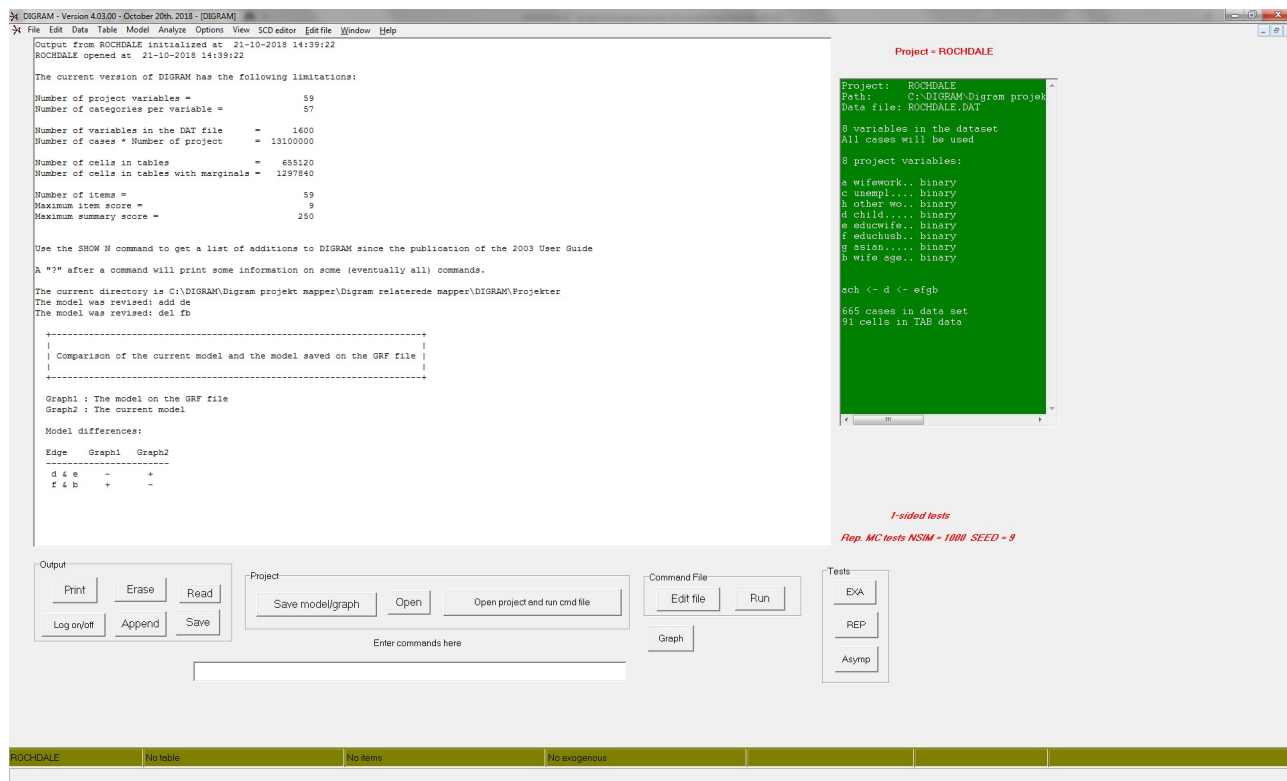 DIGRAM - Version 4.03.00 - October 20th. 2018 - [DIGRAM]
File Edit Data Table Model Analyze Options View SCD editor Edit file Window Help
Output from ROCHDALE initialized at 21-10-2018 14:39:22
ROCHDALE opened at 21-10-2018 14:39:22
The current version of DIGRAM has the following limitations:
Number of project variables = 59
Number of categories per variable = 57
Number of variables in the DAT file = 1600
Number of cases * Number of project = 13100000
Number of cells in tables = 655120
Number of cells in tables with marginals = 1297840
Number of items = 59
Maximum item score = 9
Maximum summary score = 250
Use the SHOW N command to get a list of additions to DIGRAM since the publication of the 2003 User Guide
A "?" after a command will print some information on some (eventually all) commands.
The current directory is C:\DIGRAM\Digram projekt mapper\Digram relaterede mapper\DIGRAM\Projekter
The model was revised: add de
The model was revised: del fb
+--------------------------------------------------------------------+
| |
| Comparison of the current model and the model saved on the GRF file |
| |
+--------------------------------------------------------------------+
Graph1 : The model on the GRF file
Graph2 : The current model
Model differences:
Edge Graph1 Graph2
-----------------------
d & e - +
f & b + -
Project = ROCHDALE
Project: ROCHDALE
Path: C:\DIGRAM\Digram projek
Data file: ROCHDALE.DAT
8 variables in the dataset
All cases will be used
8 project variables:
a wifework.. binary
c unempl.... binary
h other wo.. binary
d child..... binary
e educwife.. binary
f educhusb.. binary
g asian..... binary
b wife age.. binary
ach <- d <- efgb
665 cases in data set
91 cells in TAB data
1-sided tests
Rep. MC tests NSIM = 1000 SEED = 9
Output
Print Erase Read
Log on/off Append Save
Project
Save model/graph Open Open project and run cmd file
Command File
Edit file Run
Graph
Tests
EXA
REP
Asymp
Enter commands here
ROCHDALE No table No items No exogenous